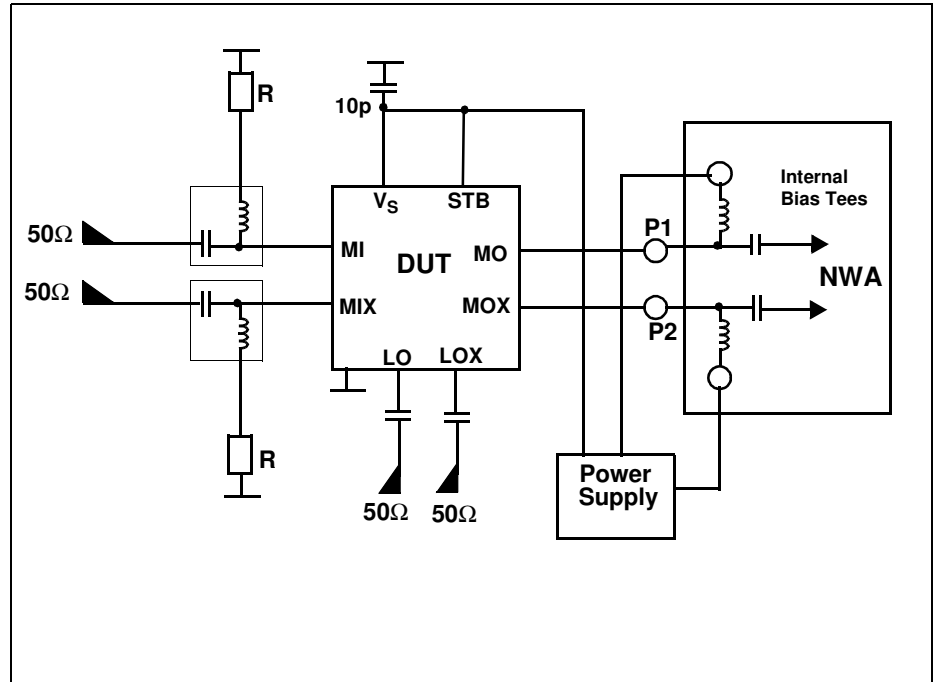 R
10p
V_S STB
Internal
Bias Tees
50Ω
MI
DUT
MO
P1
NWA
50Ω
MIX
MOX
P2
LO LOX
R
Power
Supply
50Ω 50Ω